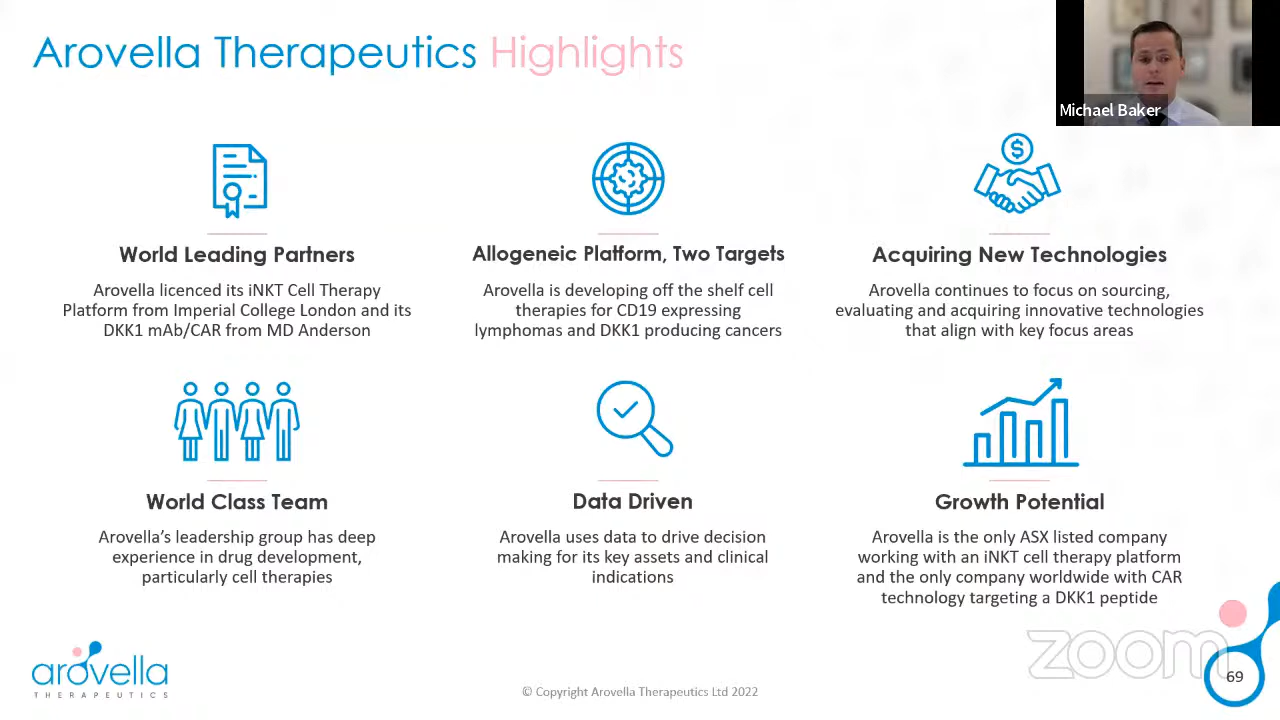 Arovella Therapeutics Highlights
Michael Baker
World Leading Partners
Arovella licenced its iNKT Cell Therapy
Platform from Imperial College London and its
DKK1 mAb/CAR from MD Anderson
Allogeneic Platform, Two Targets
Arovella is developing off the shelf cell
therapies for CD19 expressing
lymphomas and DKK1 producing cancers
$
Acquiring New Technologies
Arovella continues to focus on sourcing,
evaluating and acquiring innovative technologies
that align with key focus areas
World Class Team
Arovella’s leadership group has deep
experience in drug development,
particularly cell therapies
Data Driven
Arovella uses data to drive decision
making for its key assets and clinical
indications
Growth Potential
Arovella is the only ASX listed company
working with an iNKT cell therapy platform
and the only company worldwide with CAR
technology targeting a DKK1 peptide
arovella
THERAPEUTICS
© Copyright Arovella Therapeutics Ltd 2022
zoom
69